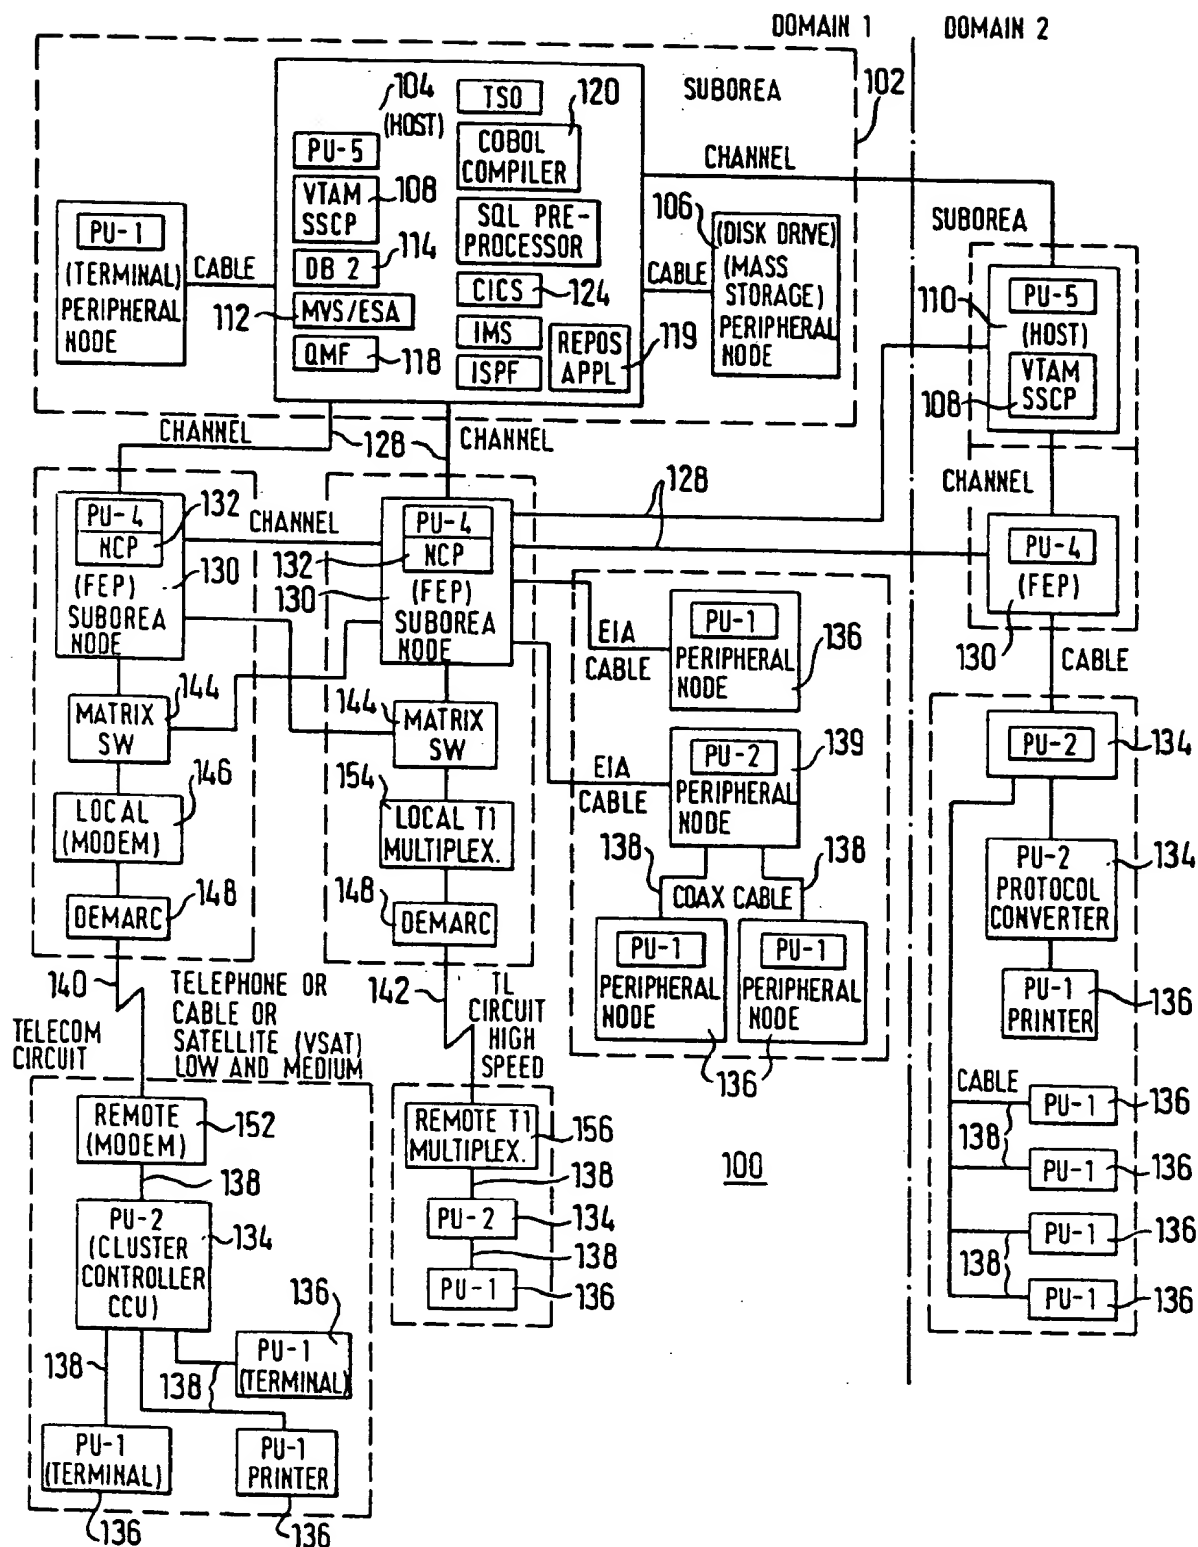 DOMAIN 1
DOMAIN 2
104
(HOST)
TSO
120
SUBOREA
102
PU-5
COBOL
COMPILER
CHANNEL
VTAM
SSCP
108
SQL PRE-
PROCESSOR
106
(DISK DRIVE)
(MASS
STORAGE)
PERIPHERAL
NODE
SUBOREA
PU-1
(TERMINAL)
PERIPHERAL
NODE
CABLE
DB 2
114
CICS
124
CABLE
112
MVS/ESA
IMS
REPOS
APPL
119
QMF
118
ISPF
110
PU-5
(HOST)
VTAM
SSCP
108
CHANNEL
128
CHANNEL
PU-4
NCP
132
(FEP)
130
SUBOREA
NODE
CHANNEL
PU-4
NCP
132
(FEP)
130
SUBOREA
NODE
128
CHANNEL
PU-4
(FEP)
130
CABLE
EIA
CABLE
PU-1
PERIPHERAL
NODE
136
144
MATRIX
SW
144
MATRIX
SW
EIA
CABLE
PU-2
PERIPHERAL
NODE
139
PU-2
134
146
LOCAL
(MODEM)
154
LOCAL T1
MULTIPLEX.
138
138
COAX CABLE
PU-2
PROTOCOL
CONVERTER
134
148
DEMARC
148
DEMARC
PU-1
PERIPHERAL
NODE
PU-1
PERIPHERAL
NODE
136
PU-1
PRINTER
136
140
TELEPHONE OR
CABLE OR
SATELLITE (VSAT)
LOW AND MEDIUM
TELECOM
CIRCUIT
142
TL
CIRCUIT
HIGH
SPEED
CABLE
PU-1
136
138
PU-1
136
PU-1
136
138
PU-1
136
REMOTE
(MODEM)
152
REMOTE T1
MULTIPLEX.
156
100
138
138
PU-2
(CLUSTER
CONTROLLER
CCU)
134
PU-2
134
138
PU-1
136
136
PU-1
(TERMINAL)
138
138
PU-1
(TERMINAL)
136
PU-1
PRINTER
136